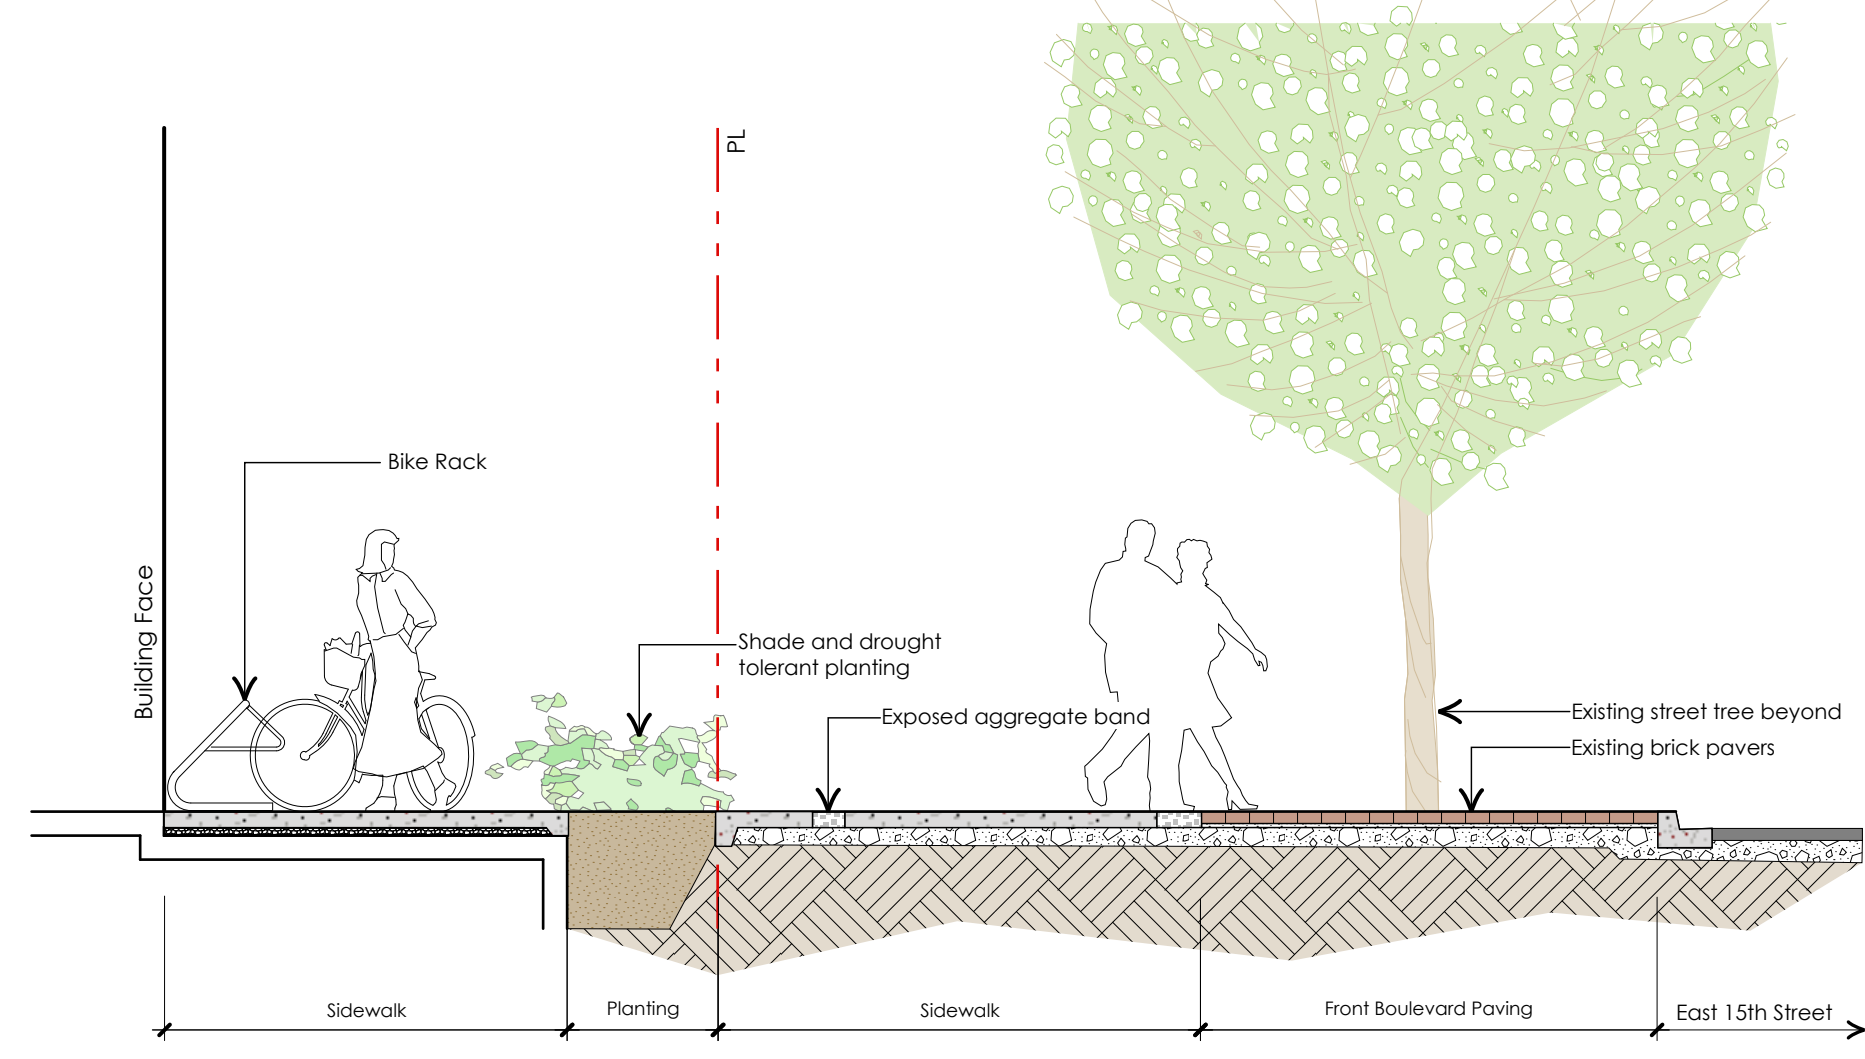 PL
Bike Rack
Building Face
Shade and drought
tolerant planting
Exposed aggregate band
Existing street tree beyond
Existing brick pavers
Sidewalk
Planting
Sidewalk
Front Boulevard Paving
East 15th Street